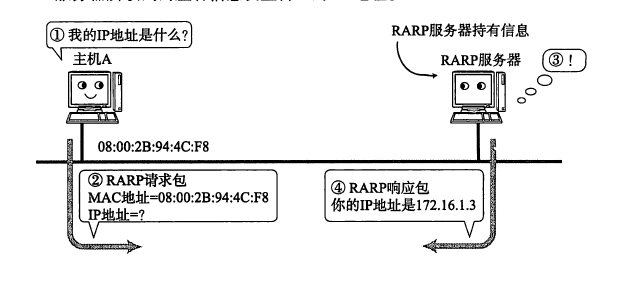 ① 我的IP地址是什么?
主机A
RARP服务器持有信息
RARP服务器
③ !
08:00:2B:94:4C:F8
② RARP请求包
MAC地址=08:00:2B:94:4C:F8
IP地址=?
④ RARP响应包
你的IP地址是172.16.1.3